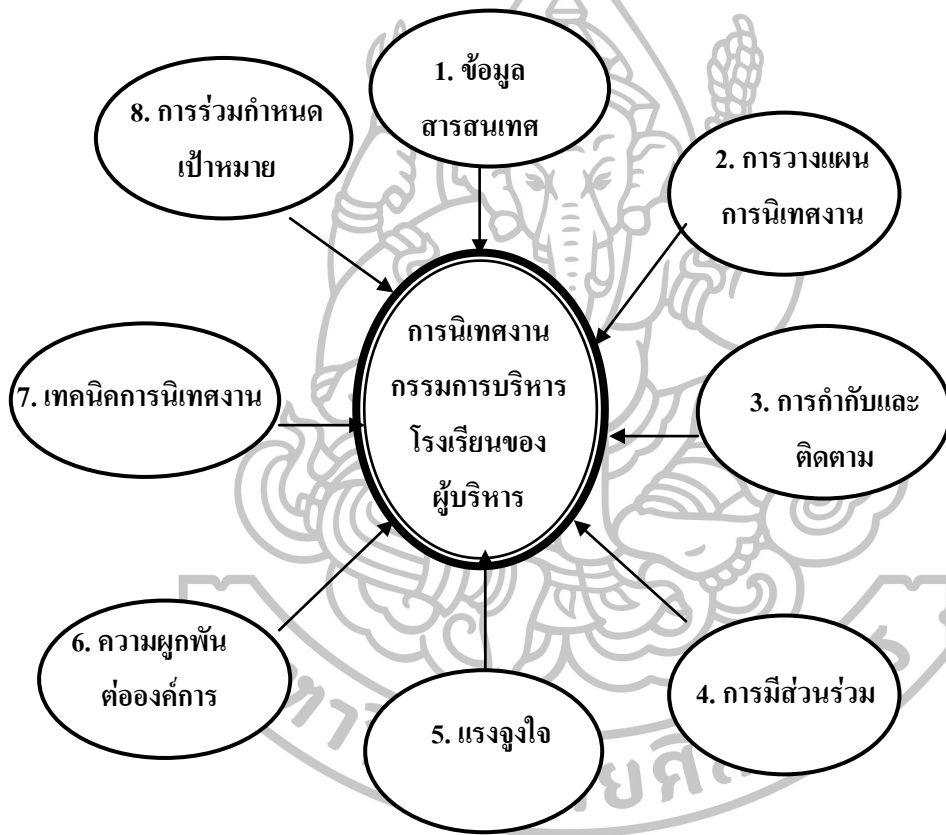 1. ข้อมูล
สารสนเทศ
8. การร่วมกำหนด
เป้าหมาย
2. การวางแผน
การนิเทศงาน
การนิเทศงาน
กรรมการบริหาร
โรงเรียนของ
ผู้บริหาร
7. เทคนิคการนิเทศงาน
3. การกำกับและ
ติดตาม
6. ความผูกพัน
ต่อองค์การ
5. แรงจูงใจ
4. การมีส่วนร่วม